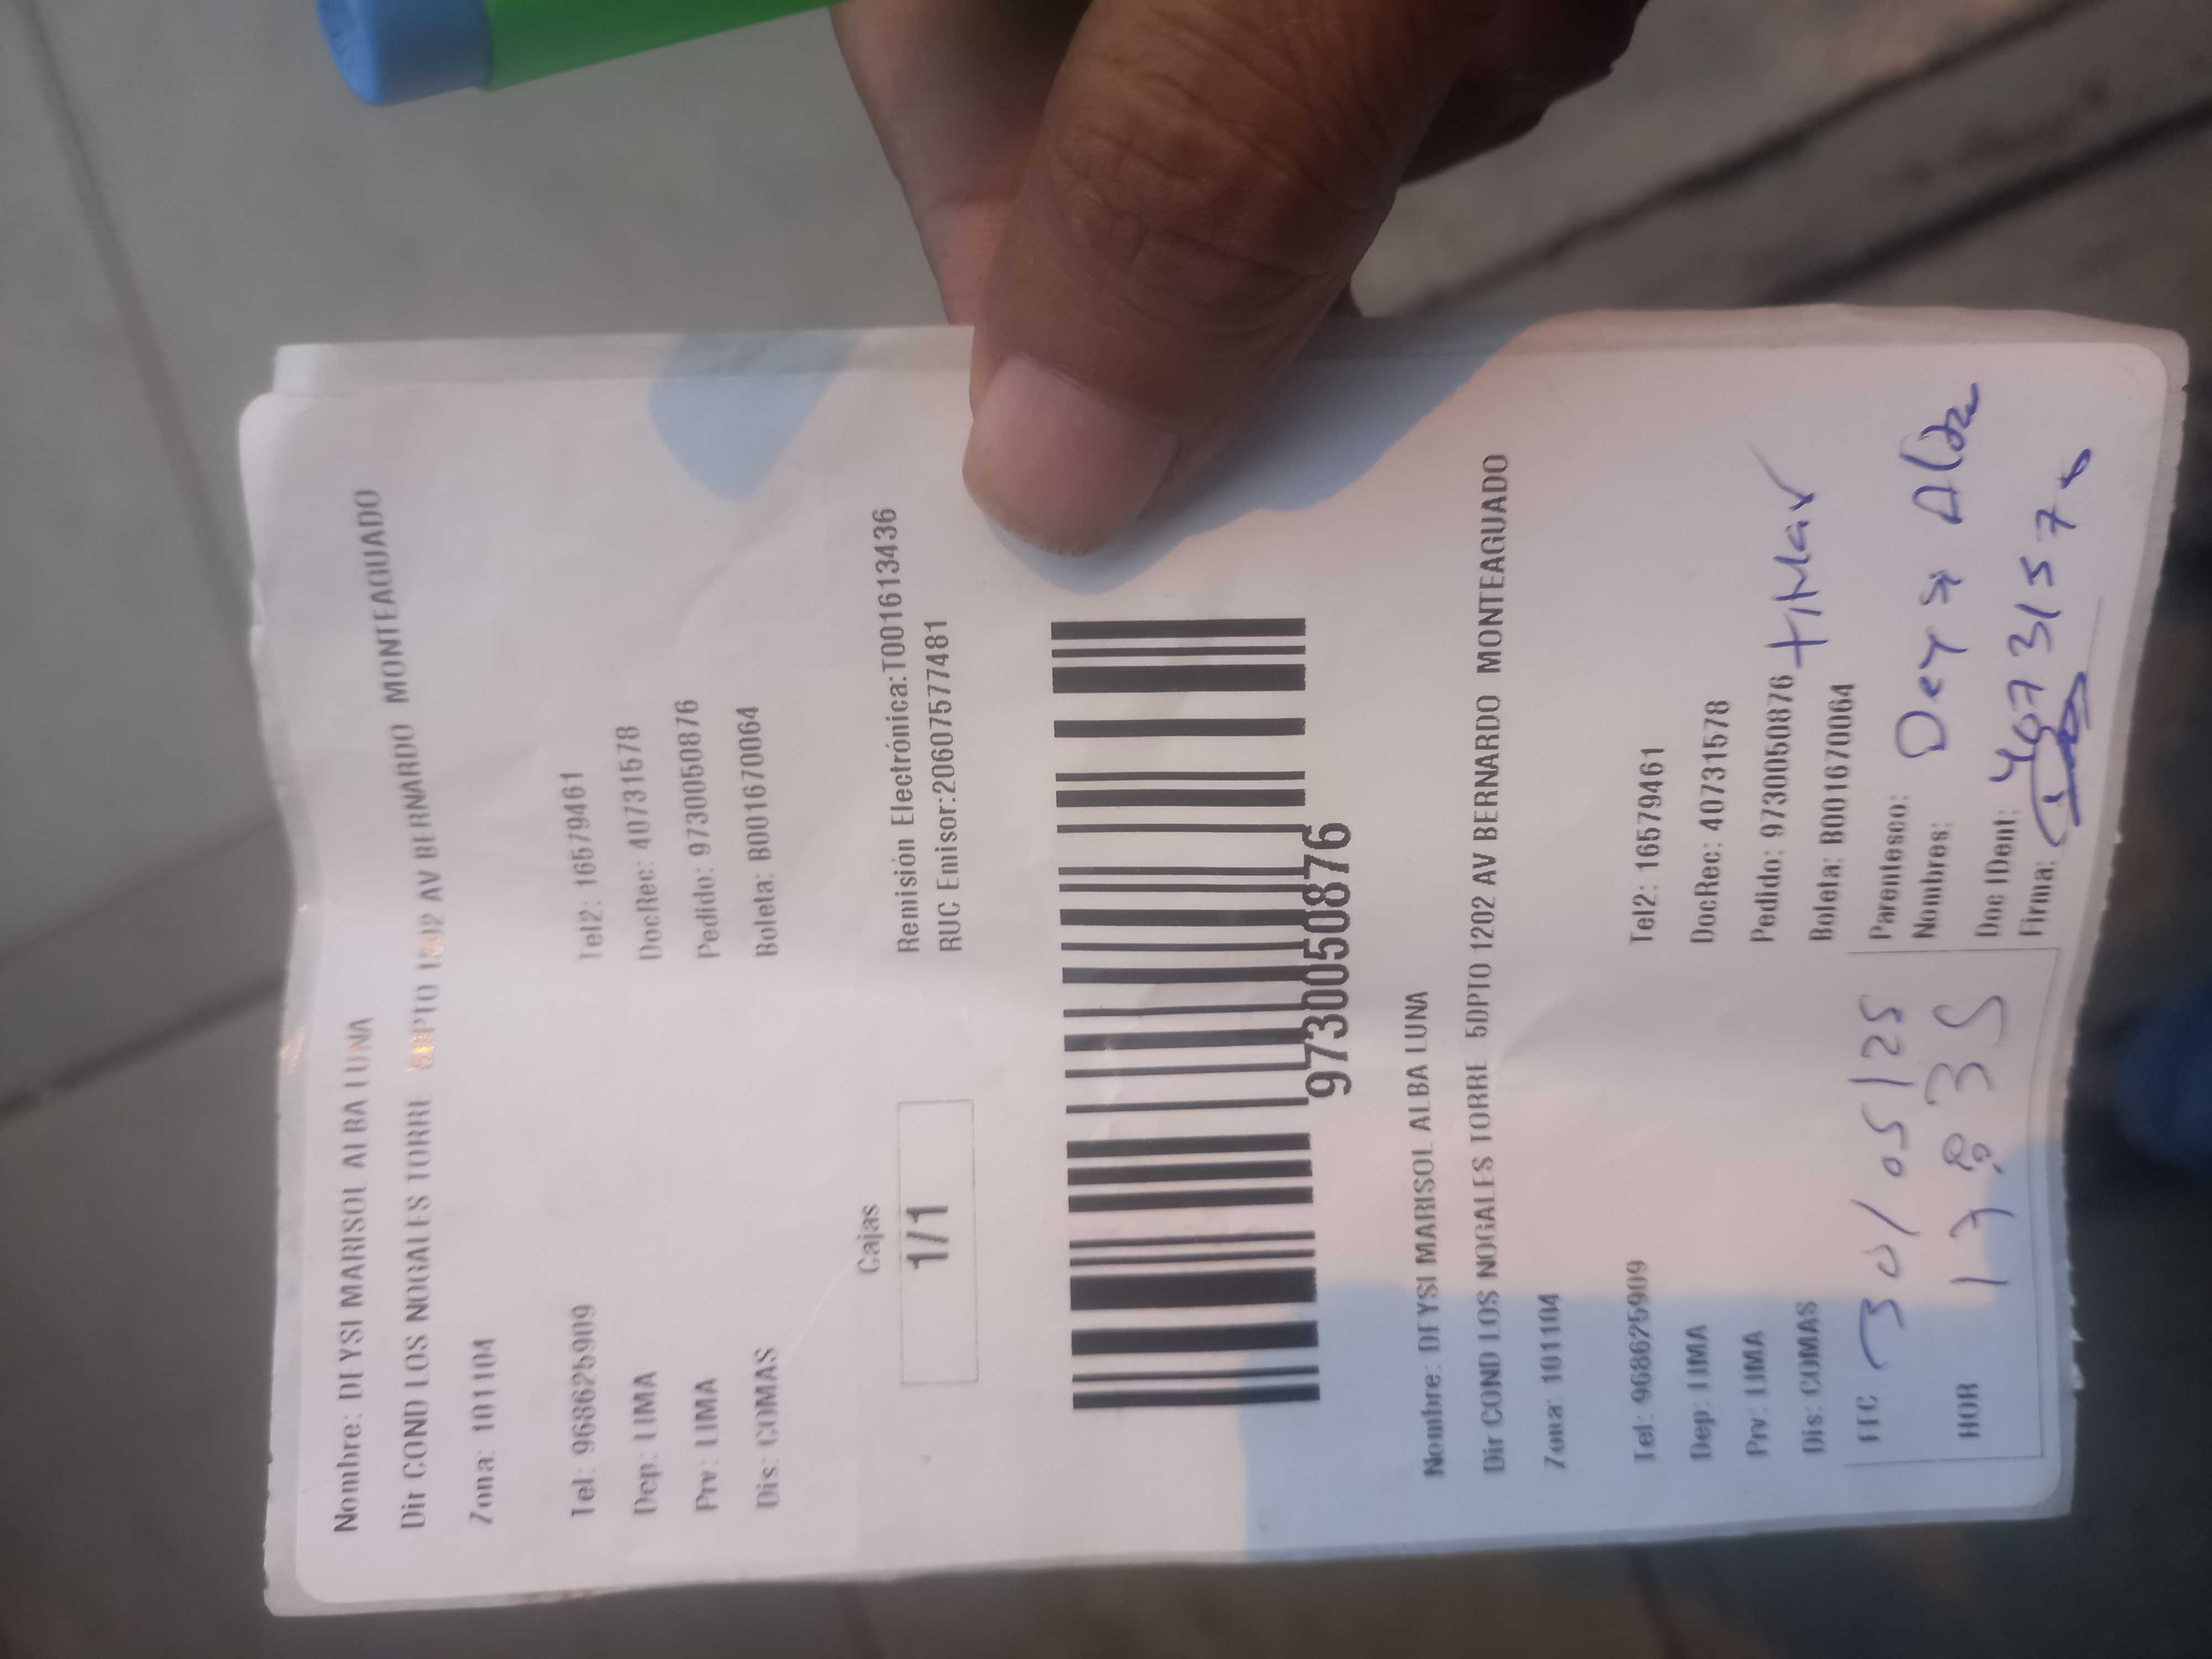 Nombre: DEYSI MARISOL ALBA LUNA
Dir COND LOS NOGALES TORRE 5DPTO 1202 AV BERNARDO MONTEAGUADO
Zona: 101104
Tel: 968625909 Tel2: 16579461
Dep: LIMA DocRec: 40731578
Prv: LIMA Pedido: 9730050876
Dis: COMAS Boleta: B001670064
Cajas
1/1
Remisión Electrónica:T001613436
RUC Emisor:20607577481
9730050876
Nombre: DEYSI MARISOL ALBA LUNA
Dir COND LOS NOGALES TORRE 5DPTO 1202 AV BERNARDO MONTEAGUADO
Zona: 101104
Tel: 968625909 Tel2: 16579461
Dep: LIMA DocRec: 40731578
Prv: LIMA Pedido: 9730050876
Dis: COMAS Boleta: B001670064
FEC 30/05/25 Parentesco:
HOR 17:35 Nombres: Deysi Alba
Doc IDent: 40731578
Firma: